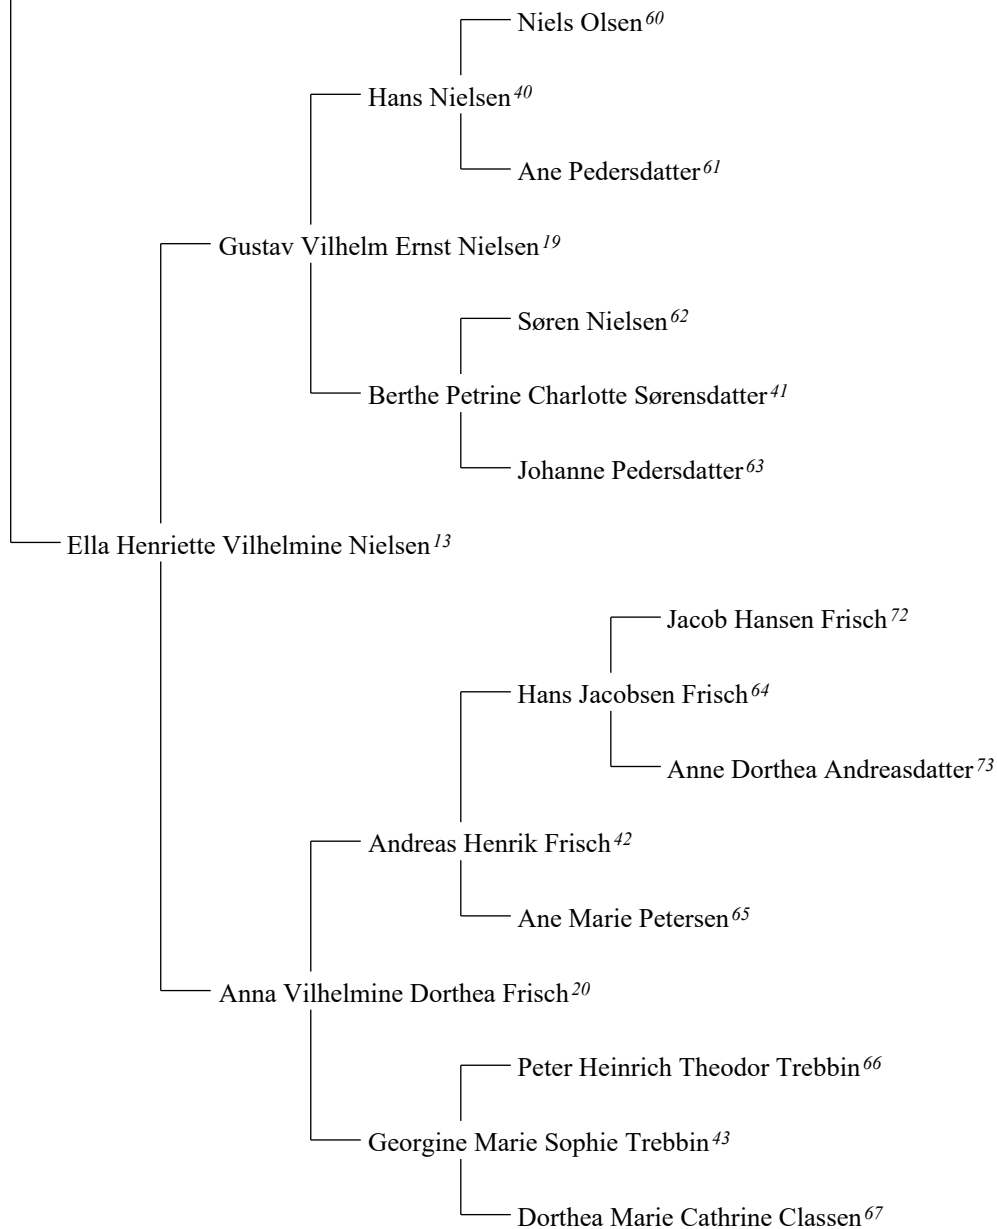 Niels Olsen60
Hans Nielsen40
Ane Pedersdatter61
Gustav Vilhelm Ernst Nielsen19
Søren Nielsen62
Berthe Petrine Charlotte Sørensdatter41
Johanne Pedersdatter63
Ella Henriette Vilhelmine Nielsen13
Jacob Hansen Frisch72
Hans Jacobsen Frisch64
Anne Dorthea Andreasdatter73
Andreas Henrik Frisch42
Ane Marie Petersen65
Anna Vilhelmine Dorthea Frisch20
Peter Heinrich Theodor Trebbin66
Georgine Marie Sophie Trebbin43
Dorthea Marie Cathrine Classen67